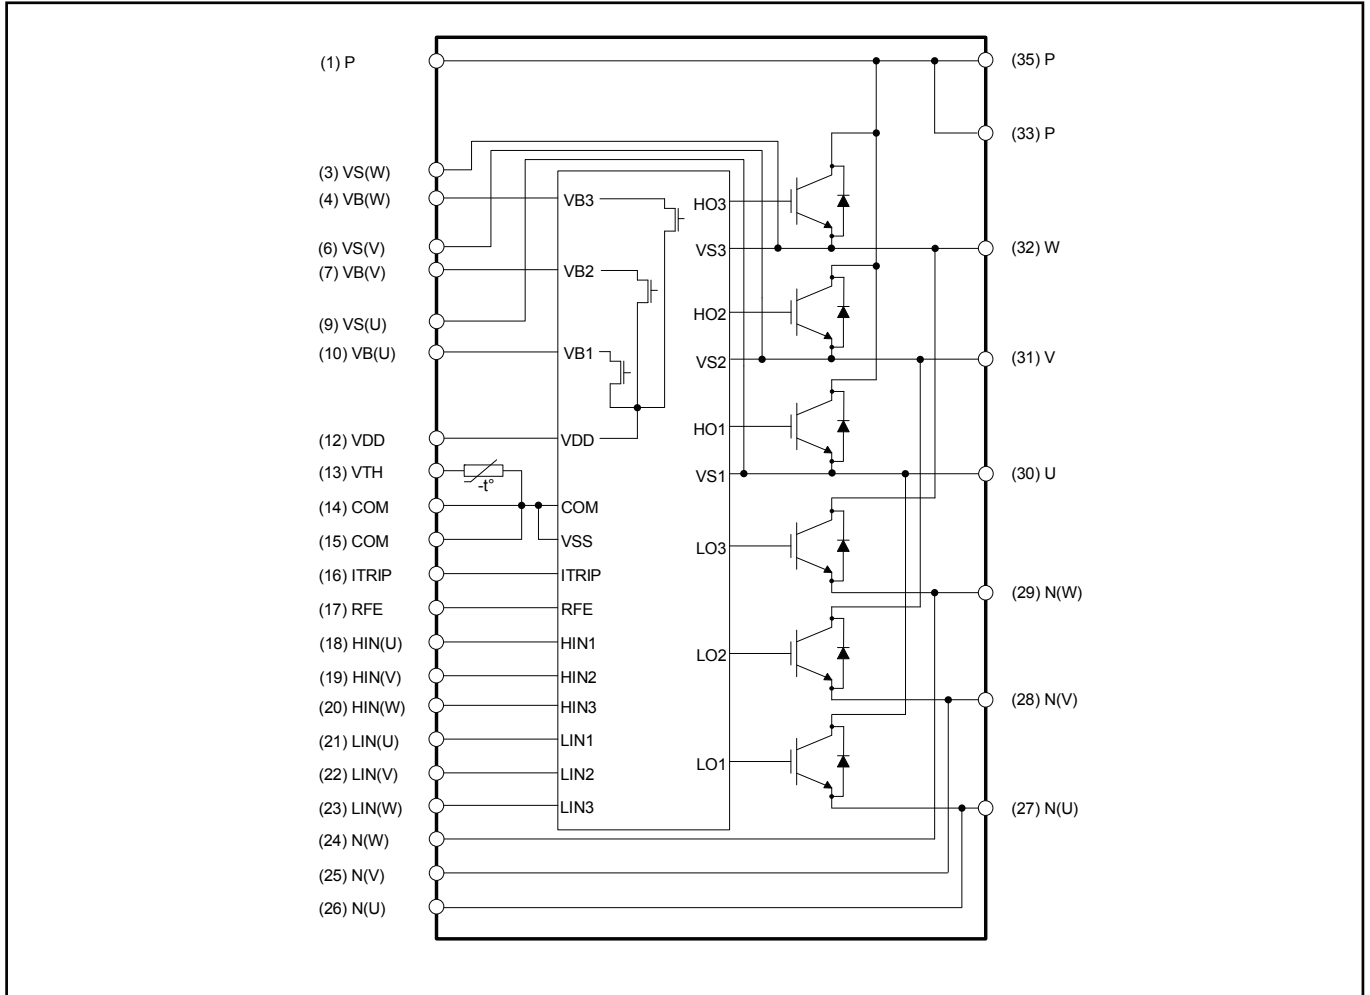 (1) P
(3) VS(W)
(4) VB(W)
(6) VS(V)
(7) VB(V)
(9) VS(U)
(10) VB(U)
(12) VDD
(13) VTH
-t°
(14) COM
(15) COM
(16) ITRIP
(17) RFE
(18) HIN(U)
(19) HIN(V)
(20) HIN(W)
(21) LIN(U)
(22) LIN(V)
(23) LIN(W)
(24) N(W)
(25) N(V)
(26) N(U)
VB3
VB2
VB1
VDD
COM
VSS
ITRIP
RFE
HIN1
HIN2
HIN3
LIN1
LIN2
LIN3
HO3
VS3
HO2
VS2
HO1
VS1
LO3
LO2
LO1
(35) P
(33) P
(32) W
(31) V
(30) U
(29) N(W)
(28) N(V)
(27) N(U)